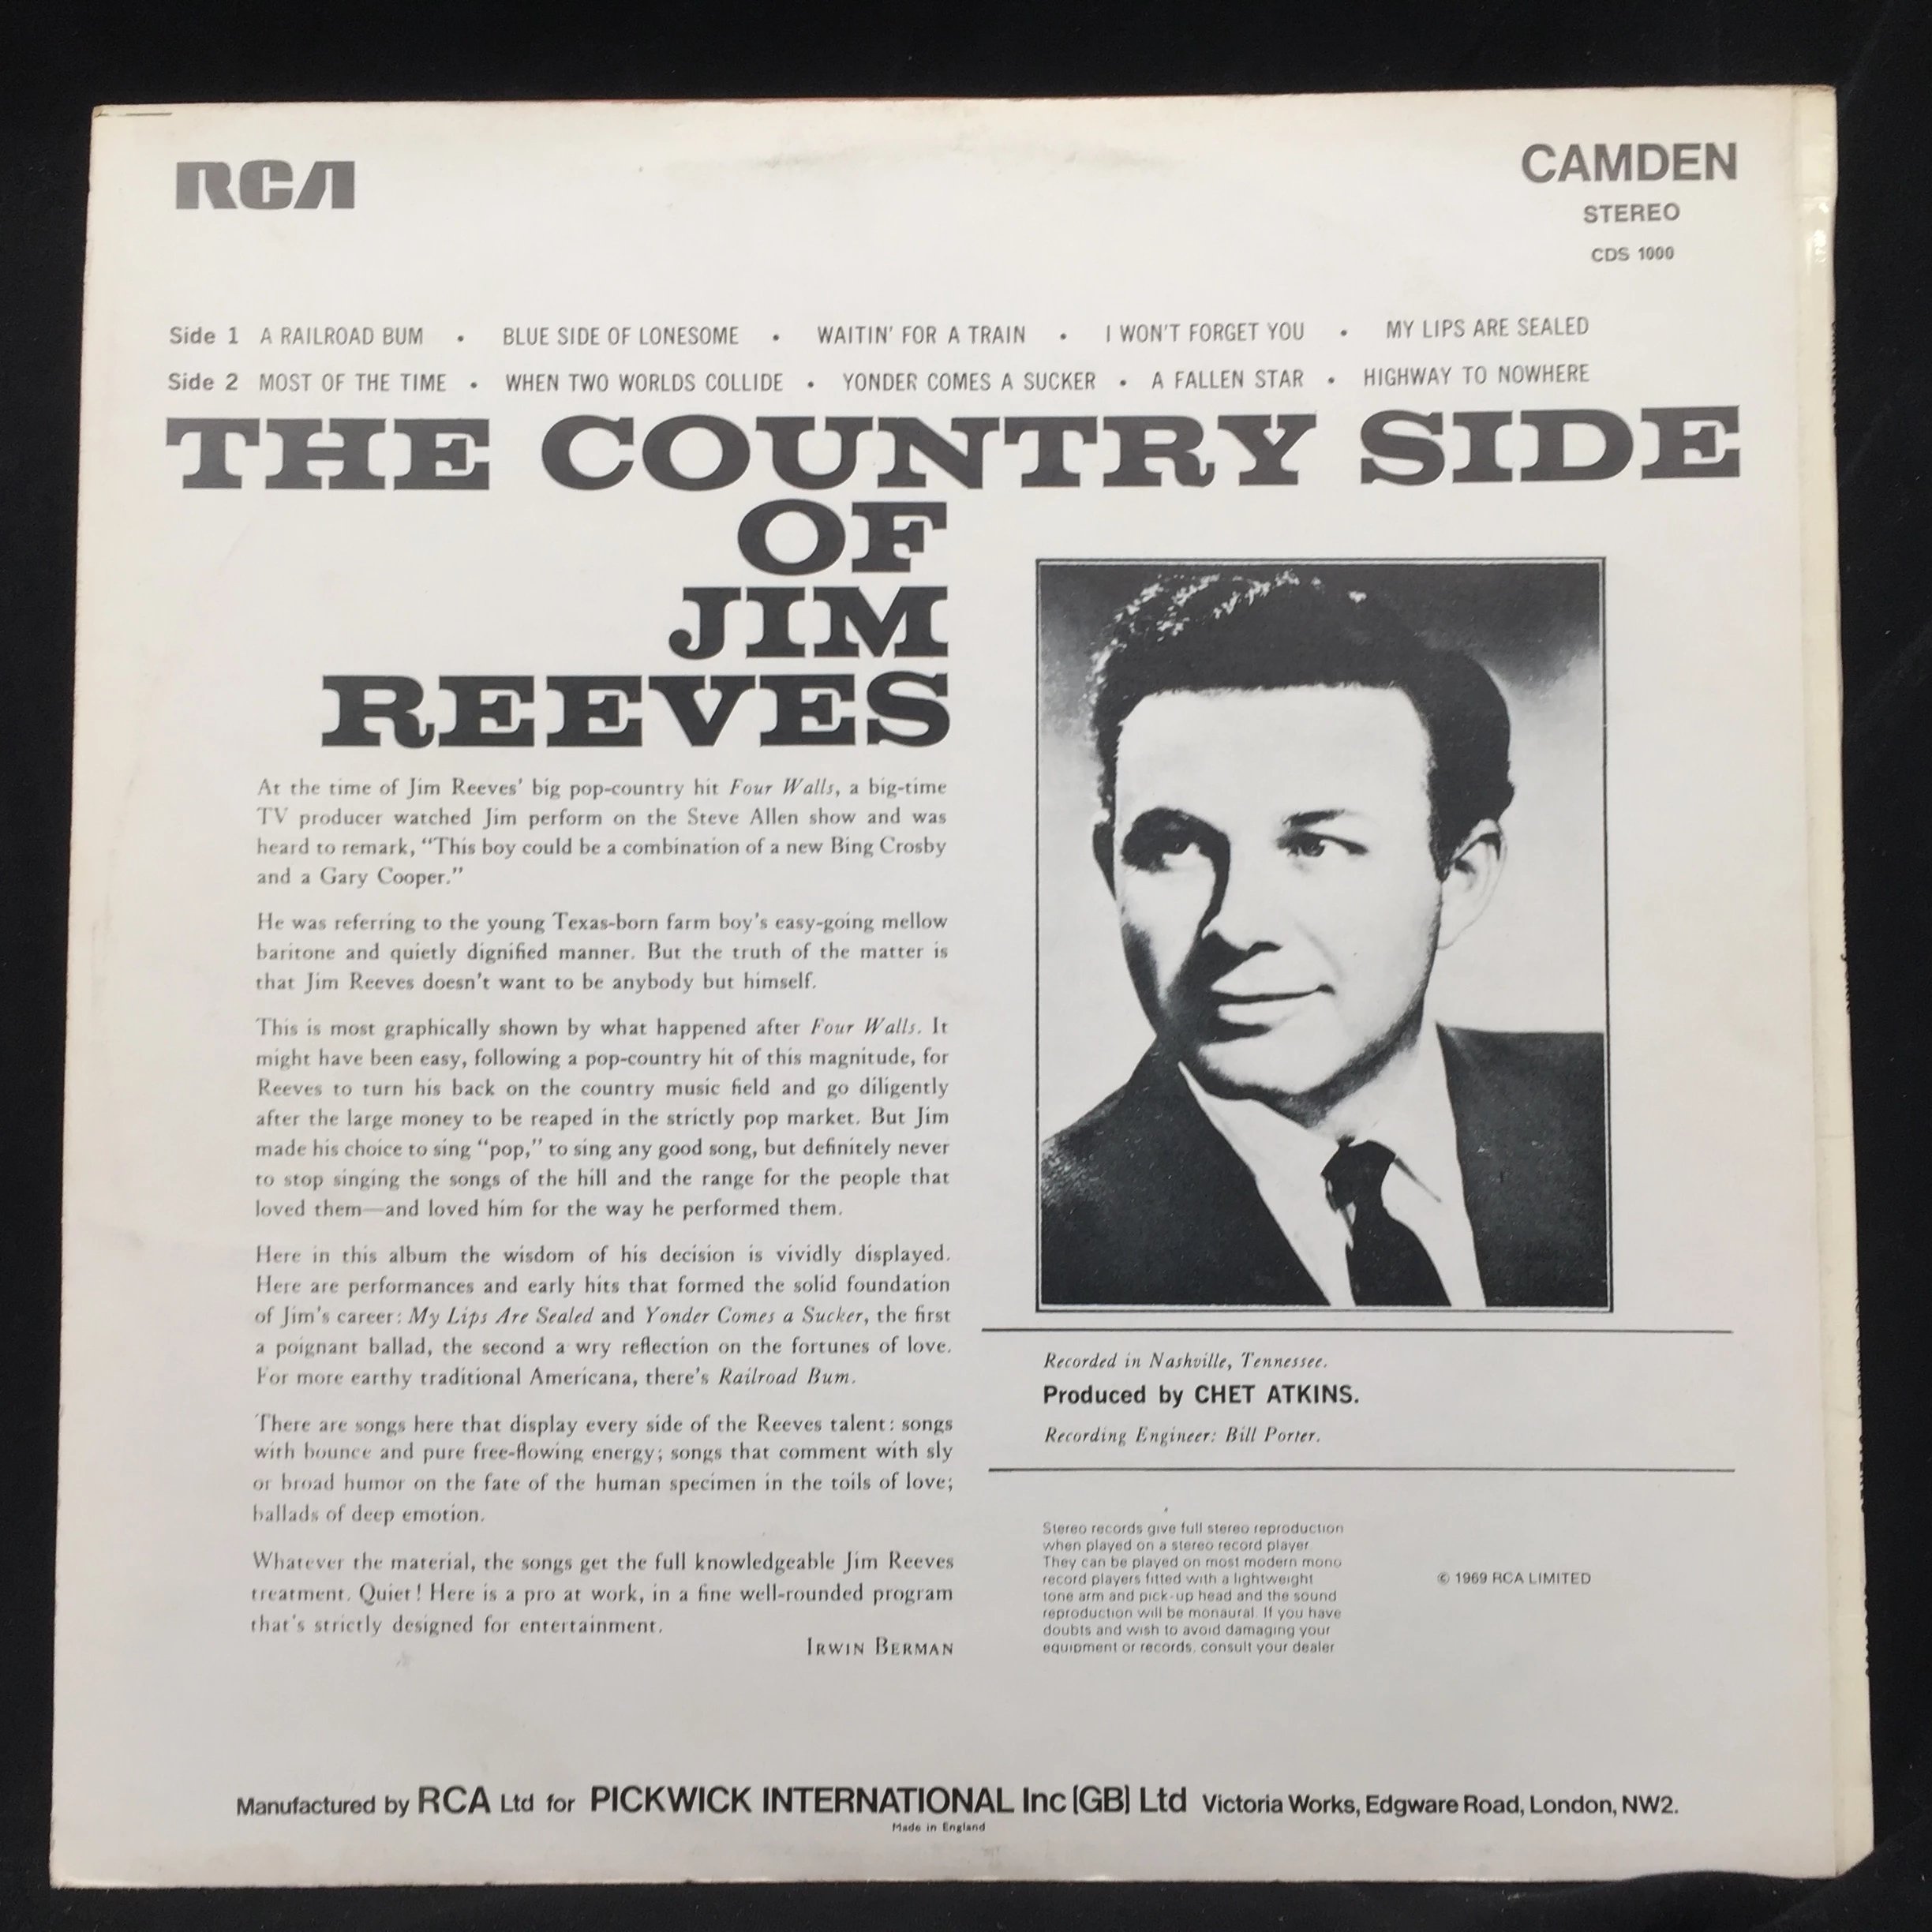 RCA
CAMDEN
STEREO
CDS 1000
Side 1 A RAILROAD BUM • BLUE SIDE OF LONESOME • WAITIN' FOR A TRAIN • I WON'T FORGET YOU • MY LIPS ARE SEALED
Side 2 MOST OF THE TIME • WHEN TWO WORLDS COLLIDE • YONDER COMES A SUCKER • A FALLEN STAR • HIGHWAY TO NOWHERE
THE COUNTRY SIDE
OF
JIM
REEVES
At the time of Jim Reeves' big pop-country hit Four Walls, a big-time
TV producer watched Jim perform on the Steve Allen show and was
heard to remark, “This boy could be a combination of a new Bing Crosby
and a Gary Cooper.”
He was referring to the young Texas-born farm boy's easy-going mellow
baritone and quietly dignified manner. But the truth of the matter is
that Jim Reeves doesn't want to be anybody but himself.
This is most graphically shown by what happened after Four Walls. It
might have been easy, following a pop-country hit of this magnitude, for
Reeves to turn his back on the country music field and go diligently
after the large money to be reaped in the strictly pop market. But Jim
made his choice to sing “pop,” to sing any good song, but definitely never
to stop singing the songs of the hill and the range for the people that
loved them—and loved him for the way he performed them.
Here in this album the wisdom of his decision is vividly displayed.
Here are performances and early hits that formed the solid foundation
of Jim's career: My Lips Are Sealed and Yonder Comes a Sucker, the first
a poignant ballad, the second a wry reflection on the fortunes of love.
For more earthy traditional Americana, there's Railroad Bum.
There are songs here that display every side of the Reeves talent: songs
with bounce and pure free-flowing energy; songs that comment with sly
or broad humor on the fate of the human specimen in the toils of love;
ballads of deep emotion.
Whatever the material, the songs get the full knowledgeable Jim Reeves
treatment. Quiet! Here is a pro at work, in a fine well-rounded program
that's strictly designed for entertainment.
IRWIN BERMAN
Recorded in Nashville, Tennessee.
Produced by CHET ATKINS.
Recording Engineer: Bill Porter.
Stereo records give full stereo reproduction
when played on a stereo record player
They can be played on most modern mono
record players fitted with a lightweight
tone arm and pick-up head and the sound
reproduction will be monaural. If you have
doubts and wish to avoid damaging your
equipment or records, consult your dealer
© 1969 RCA LIMITED
Manufactured by RCA Ltd for PICKWICK INTERNATIONAL Inc (GB) Ltd Victoria Works, Edgware Road, London, NW2.
Made in England